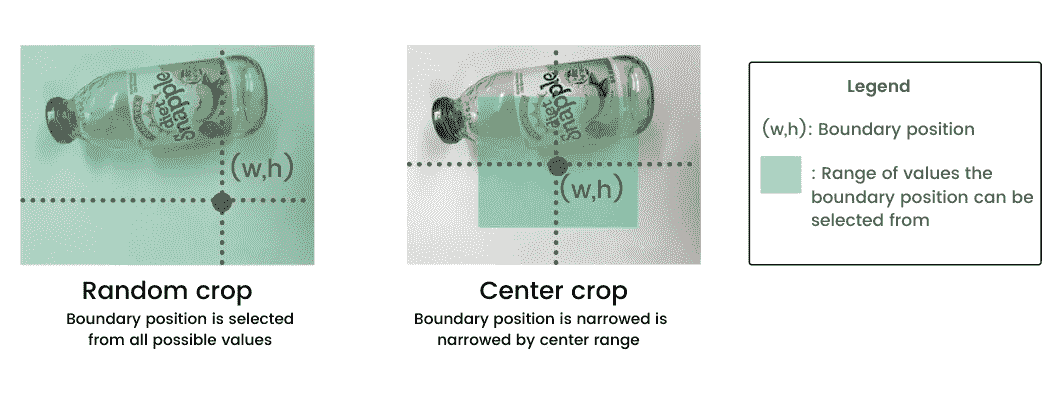 diet
Snapple
(w,h)
Random crop
Boundary position is selected
from all possible values
diet
Snapple
(w,h)
Center crop
Boundary position is narrowed is
narrowed by center range
Legend
(w,h): Boundary position
: Range of values the
boundary position can be
selected from